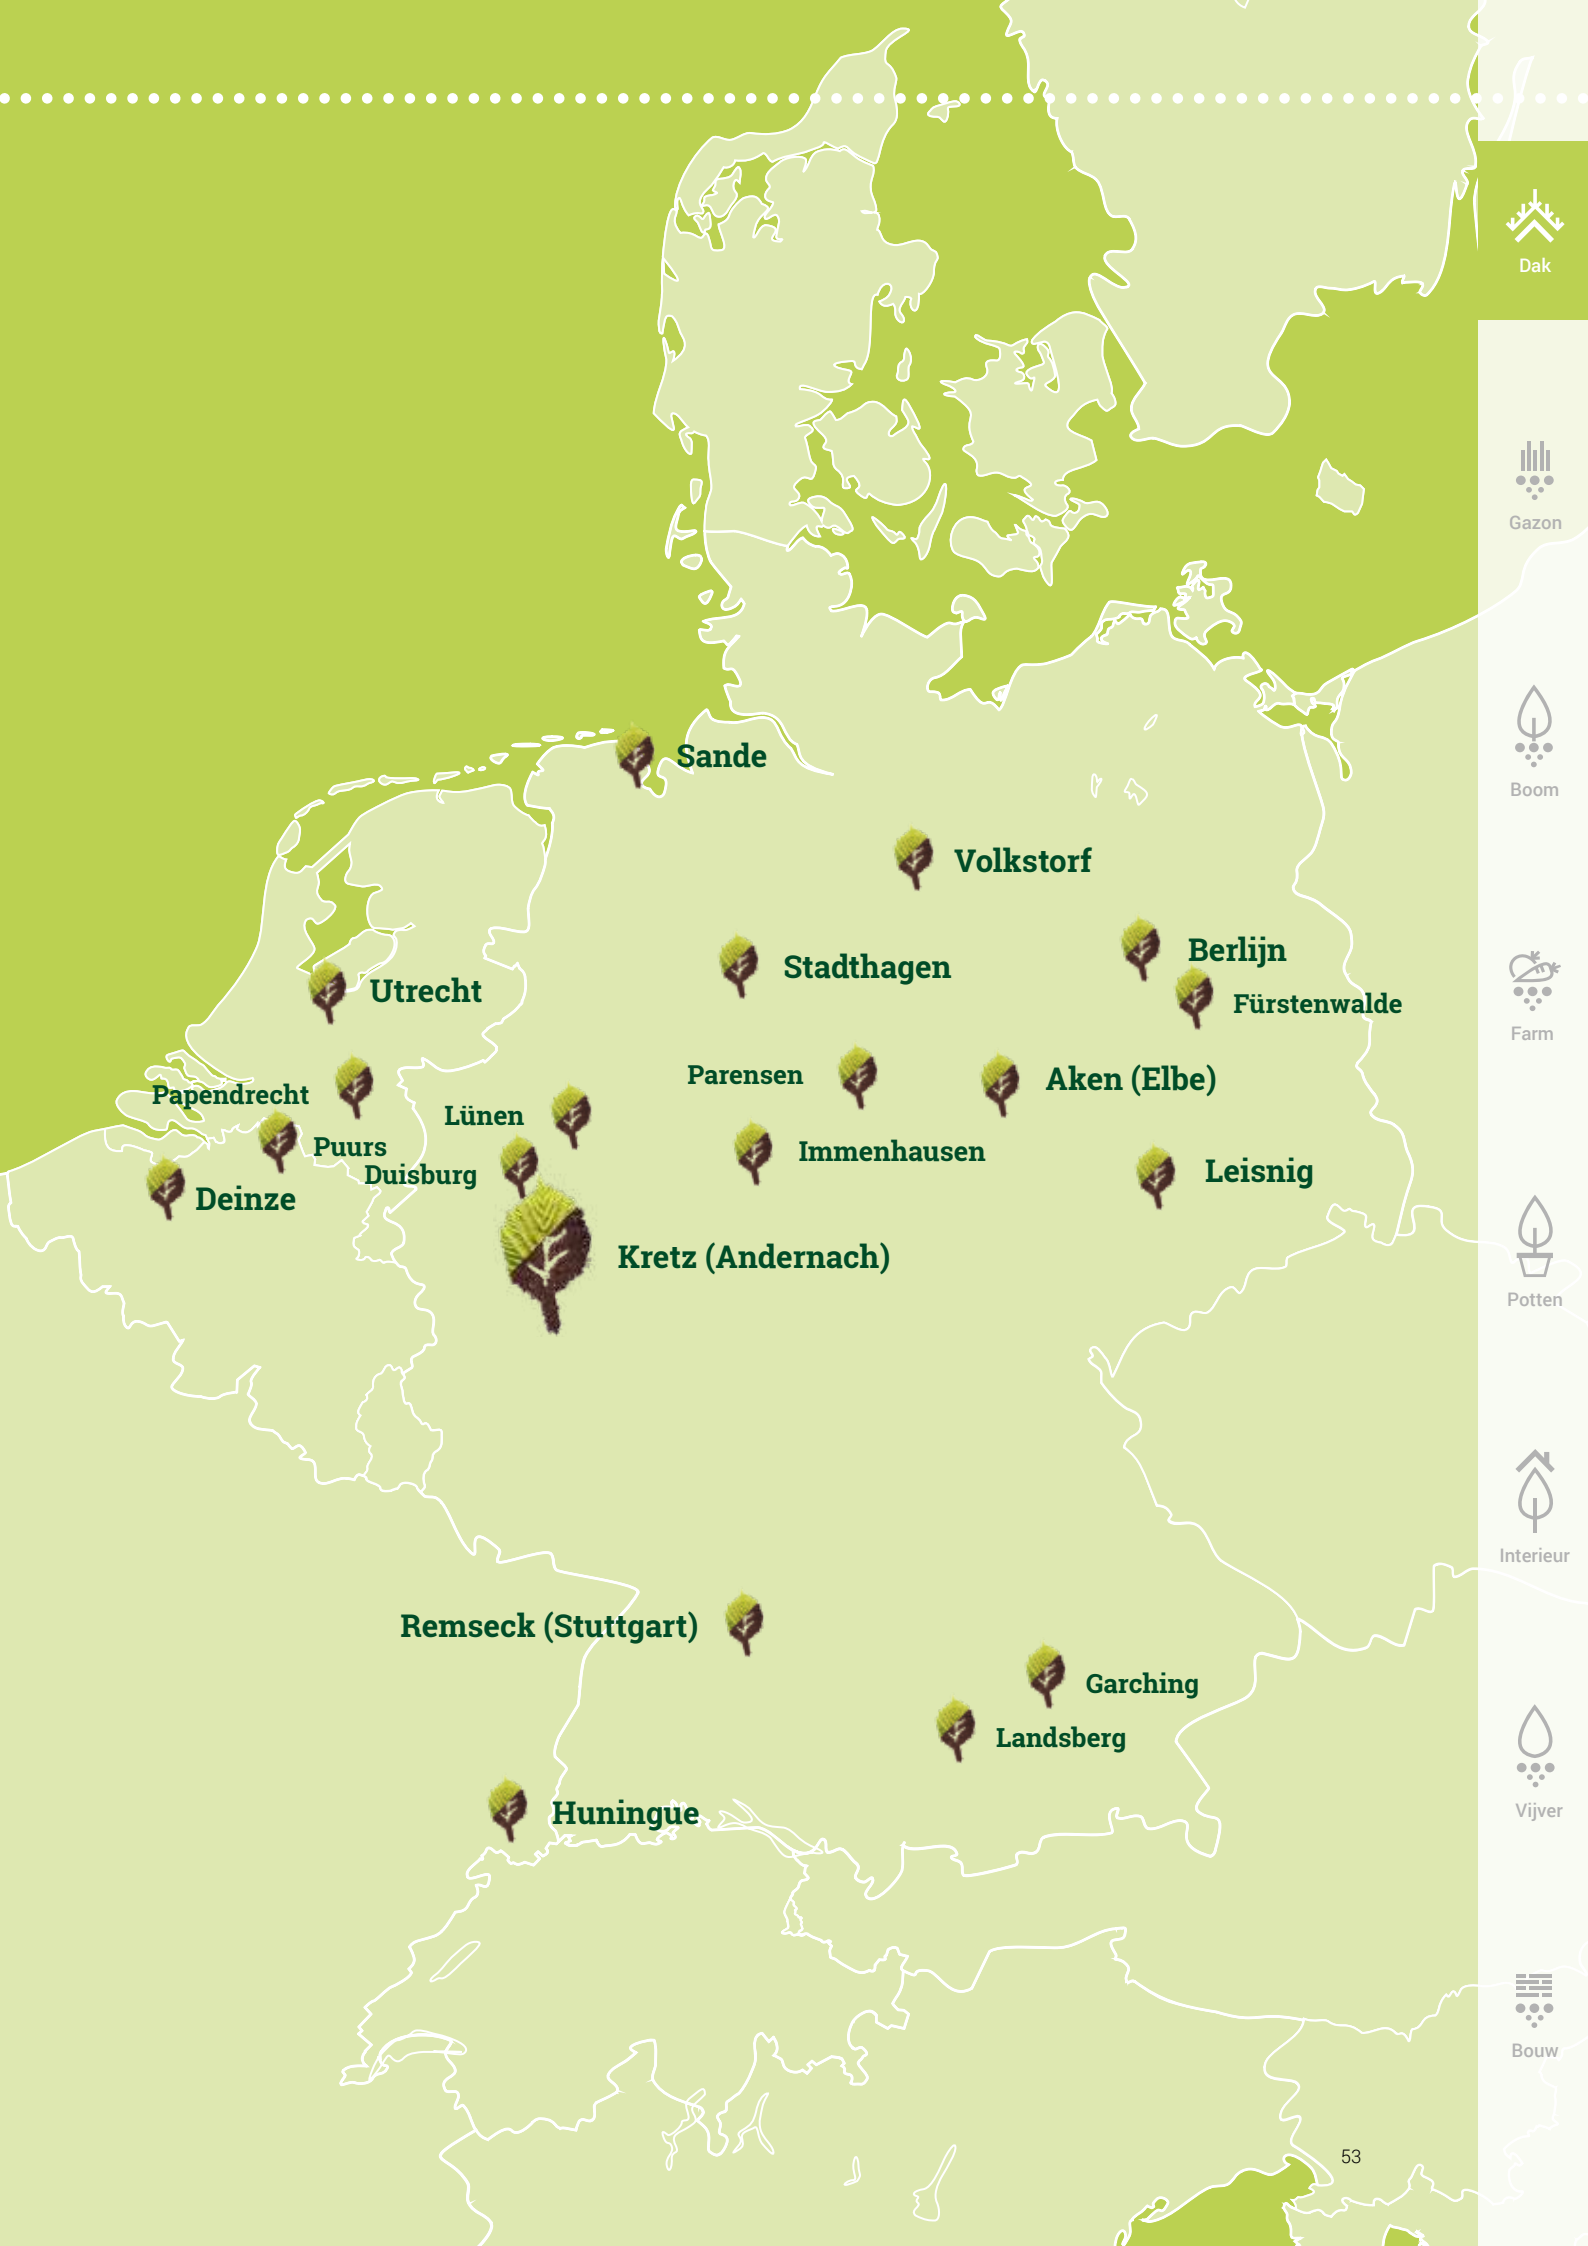 Dak
Gazon
Boom
Sande
Volkstorf
Berlijn
Stadthagen
Utrecht
Fürstenwalde
Farm
Parensen
Aken (Elbe)
Papendrecht
Lünen
Puurs
Immenhausen
Duisburg
Leisnig
Deinze
Kretz (Andernach)
Potten
Interieur
Remseck (Stuttgart)
Garching
Landsberg
Huningue
Vijver
Bouw
53